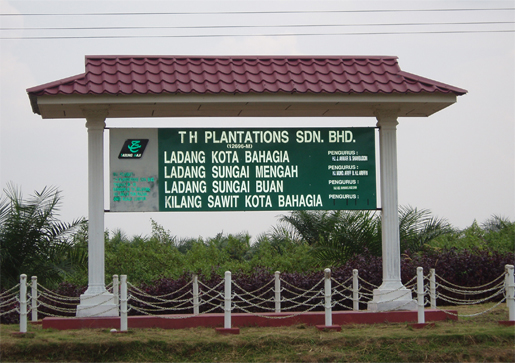 TH PLANTATIONS SDN. BHD.
(12696-M)
LADANG KOTA BAHAGIA
PENGURUS :
LADANG SUNGAI MENGAH
PENGURUS :
LADANG SUNGAI BUAN
PENGURUS :
KILANG SAWIT KOTA BAHAGIA
PENGURUS :